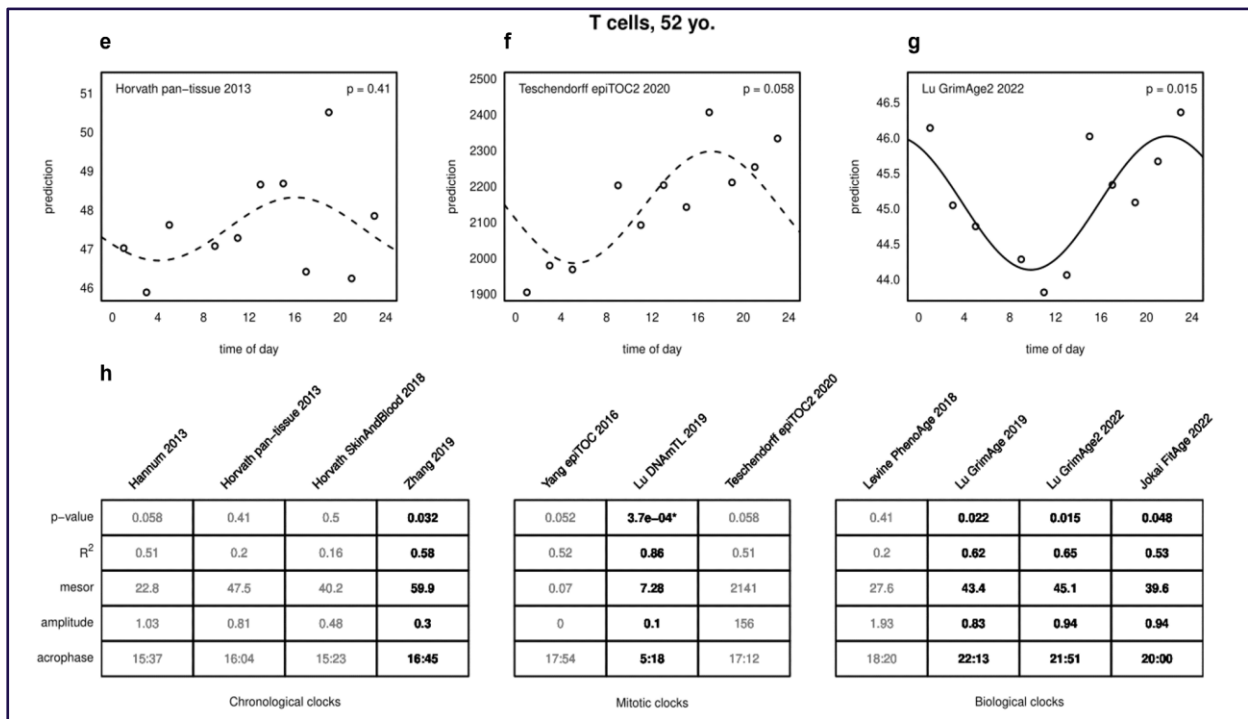 T cells, 52 yo.
e
Horvath pan-tissue 2013
p = 0.41
51
50
49
48
47
46
prediction
0 4 8 12 16 20 24
time of day
f
Teschendorff epiTOC2 2020
p = 0.058
2500
2400
2300
2200
2100
2000
1900
prediction
0 4 8 12 16 20 24
time of day
g
Lu GrimAge2 2022
p = 0.015
46.5
46.0
45.5
45.0
44.5
44.0
prediction
0 4 8 12 16 20 24
time of day
h
Hannum 2013
Horvath pan-tissue 2013
Horvath SkinAndBlood 2018
Zhang 2019
Yang epiTOC 2016
Lu DNAmTL 2019
Teschendorff epiTOC2 2020
Levine PhenoAge 2018
Lu GrimAge 2019
Lu GrimAge2 2022
Jokai FitAge 2022
p-value 0.058 0.41 0.5 0.032 0.052 3.7e-04* 0.058 0.41 0.022 0.015 0.048
R² 0.51 0.2 0.16 0.58 0.52 0.86 0.51 0.2 0.62 0.65 0.53
mesor 22.8 47.5 40.2 59.9 0.07 7.28 2141 27.6 43.4 45.1 39.6
amplitude 1.03 0.81 0.48 0.3 0 0.1 156 1.93 0.83 0.94 0.94
acrophase 15:37 16:04 15:23 16:45 17:54 5:18 17:12 18:20 22:13 21:51 20:00
Chronological clocks
Mitotic clocks
Biological clocks